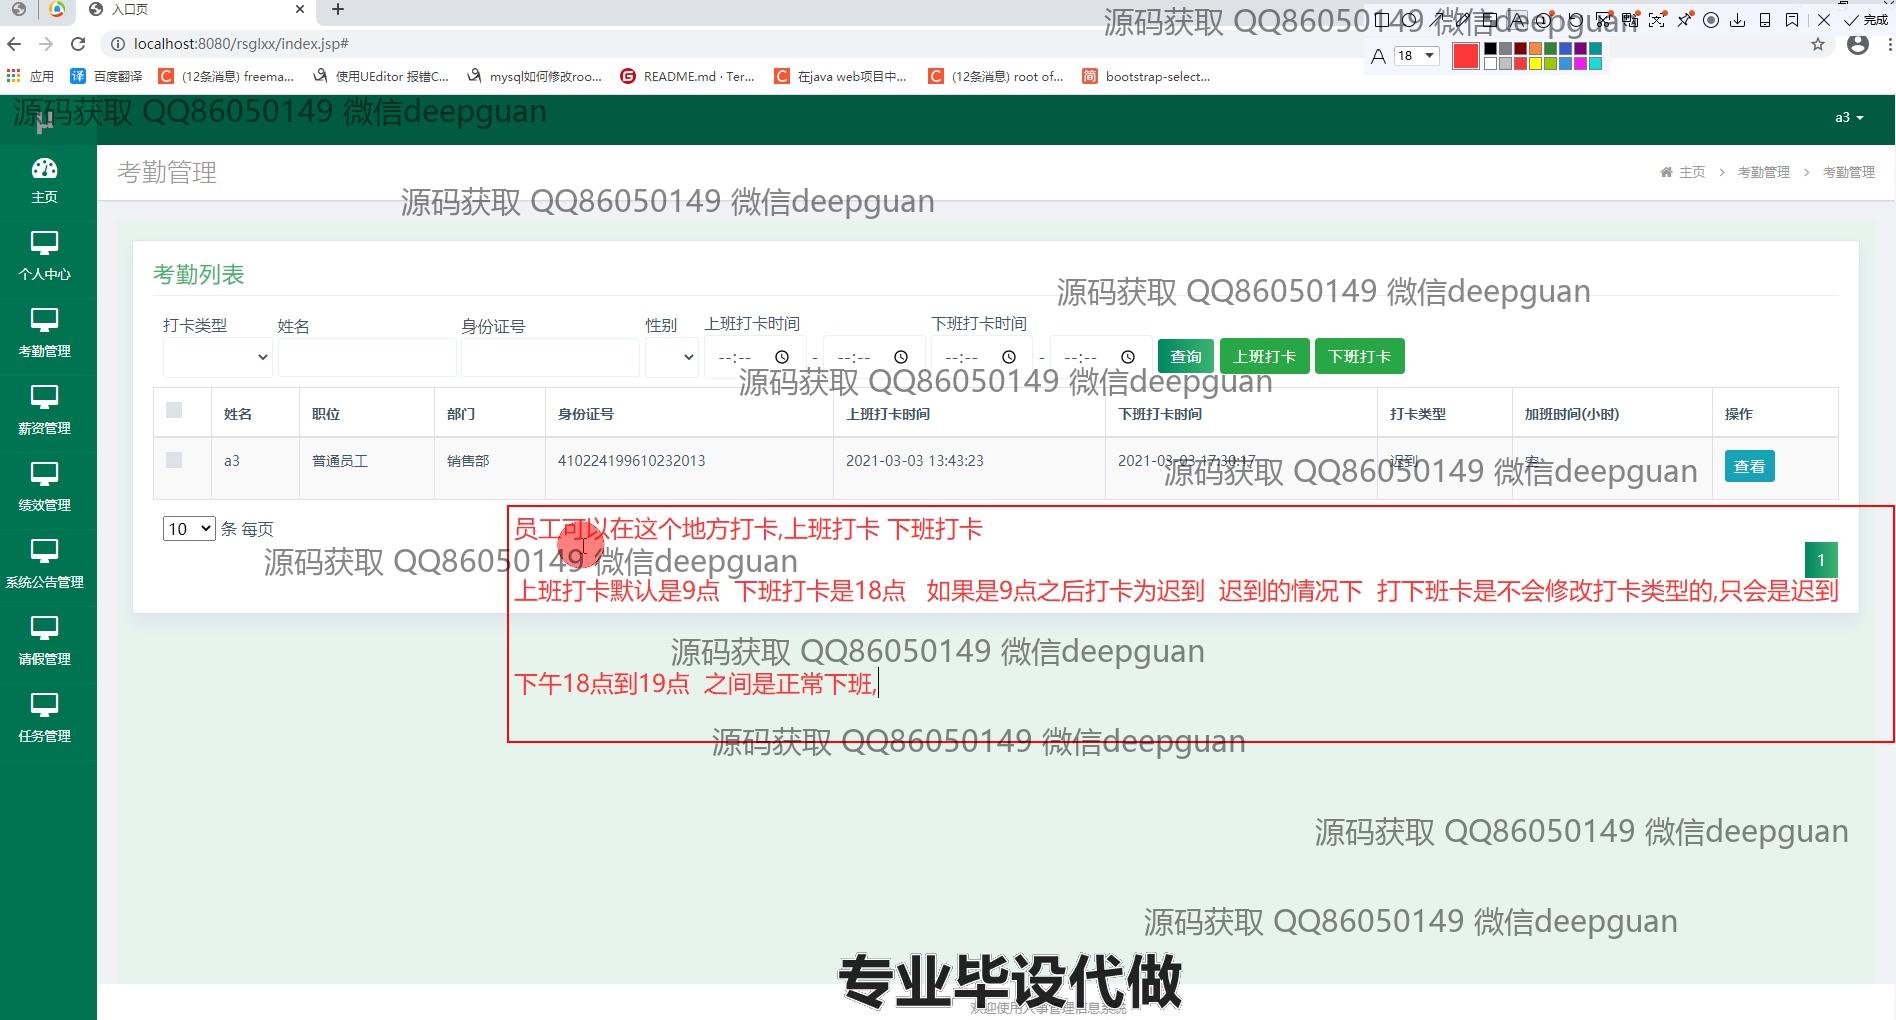 入口页
源码获取 QQ86050149 微信deepguan
完成
localhost:8080/rsglxx/index.jsp#
A 18
应用 百度翻译 (12条消息) freema... 使用UEditor 报错C... mysql如何修改roo... README.md · Ter... 在java web项目中... (12条消息) root of... bootstrap-select...
源码获取 QQ86050149 微信deepguan
a3
主页
考勤管理
主页 > 考勤管理 > 考勤管理
源码获取 QQ86050149 微信deepguan
个人中心
考勤列表
源码获取 QQ86050149 微信deepguan
打卡类型 姓名 身份证号 性别 上班打卡时间 下班打卡时间
考勤管理
--:-- - --:-- --:-- - --:-- 查询 上班打卡 下班打卡
源码获取 QQ86050149 微信deepguan
姓名 职位 部门 身份证号 上班打卡时间 下班打卡时间 打卡类型 加班时间(小时) 操作
薪资管理
a3 普通员工 销售部 410224199610232013 2021-03-03 13:43:23 2021-03-03 17:30:17 迟到 查看
源码获取 QQ86050149 微信deepguan
绩效管理
10 条 每页
员工可以在这个地方打卡,上班打卡 下班打卡
源码获取 QQ86050149 微信deepguan
1
系统公告管理
上班打卡默认是9点 下班打卡是18点 如果是9点之后打卡为迟到 迟到的情况下 打下班卡是不会修改打卡类型的,只会是迟到
源码获取 QQ86050149 微信deepguan
请假管理
下午18点到19点 之间是正常下班,
任务管理
源码获取 QQ86050149 微信deepguan
源码获取 QQ86050149 微信deepguan
源码获取 QQ86050149 微信deepguan
专业毕设代做
欢迎使用人事管理信息系统